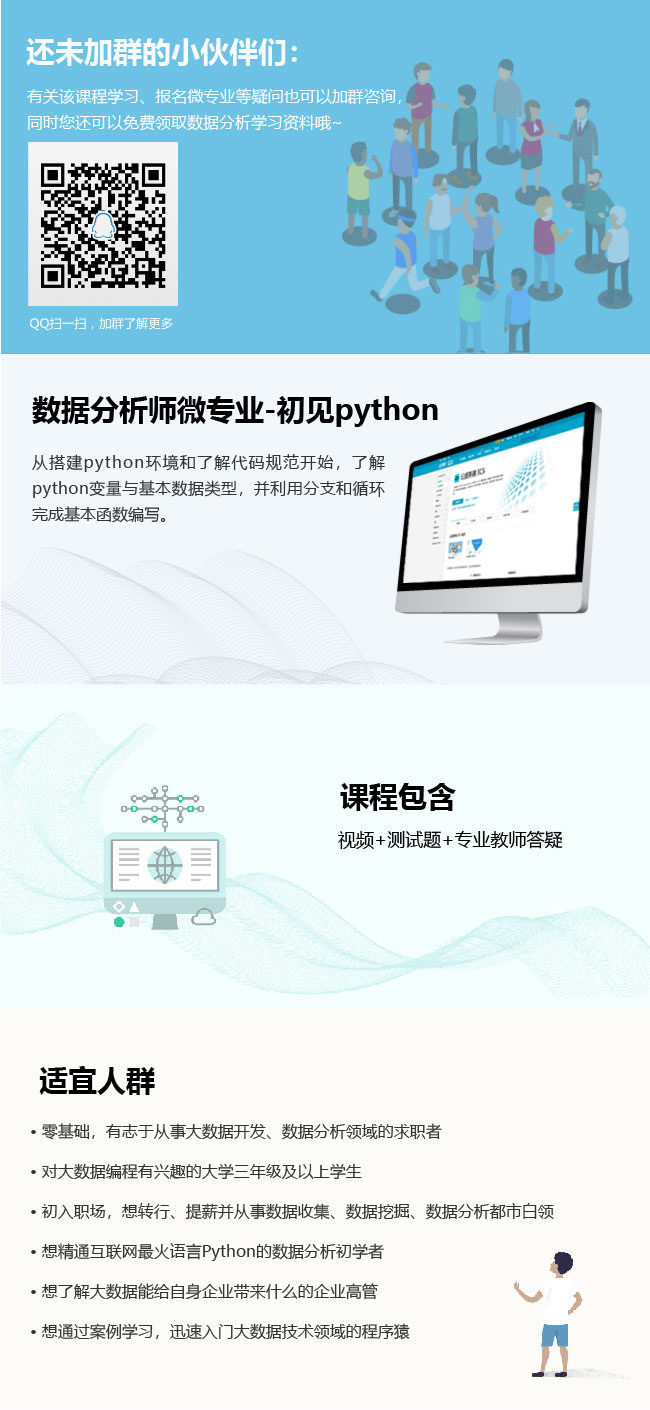 还未加群的小伙伴们：
有关该课程学习、报名微专业等疑问也可以加群咨询，
同时您还可以免费领取数据分析学习资料哦~
QQ扫一扫，加群了解更多
数据分析师微专业-初见python
从搭建python环境和了解代码规范开始，了解
python变量与基本数据类型，并利用分支和循环
完成基本函数编写。
课程包含
视频+测试题+专业教师答疑
适宜人群
• 零基础，有志于从事大数据开发、数据分析领域的求职者
• 对大数据编程有兴趣的大学三年级及以上学生
• 初入职场，想转行、提薪并从事数据收集、数据挖掘、数据分析都市白领
• 想精通互联网最火语言Python的数据分析初学者
• 想了解大数据能给自身企业带来什么的企业高管
• 想通过案例学习，迅速入门大数据技术领域的程序猿